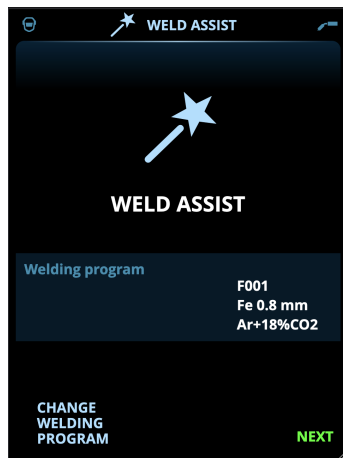 WELD ASSIST
WELD ASSIST
Welding program
F001
Fe 0.8 mm
Ar+18%CO2
CHANGE
WELDING
PROGRAM
NEXT